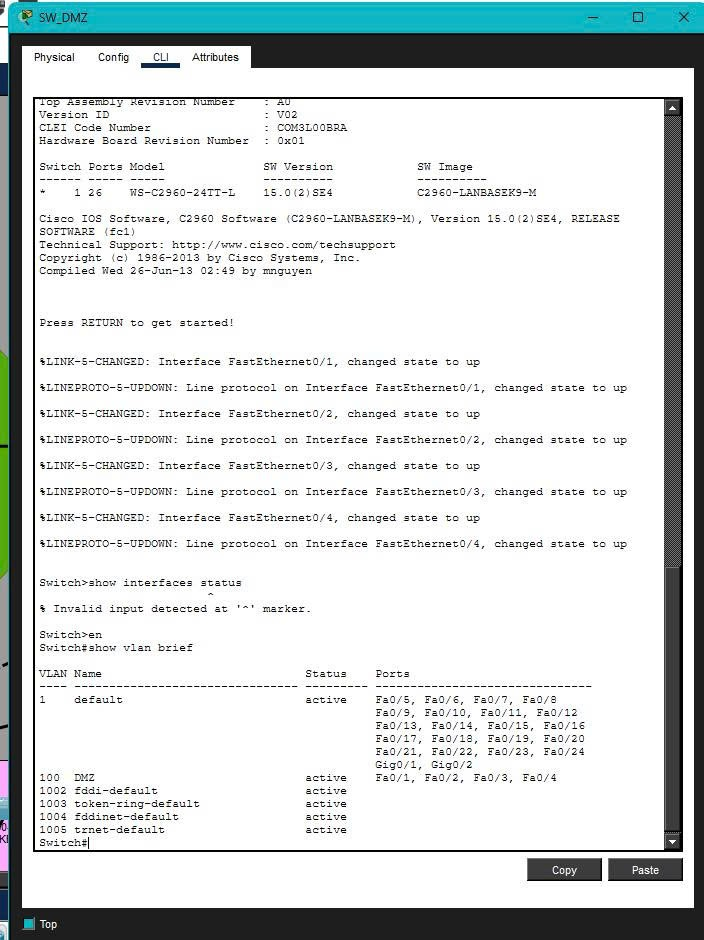 SW_DMZ
Physical Config CLI Attributes
Top Assembly Revision Number : A0
Version ID : V02
CLEI Code Number : COM3L00BRA
Hardware Board Revision Number : 0x01
Switch Ports Model SW Version SW Image
------ ----- ----- ---------- ----------
* 1 26 WS-C2960-24TT-L 15.0(2)SE4 C2960-LANBASEK9-M
Cisco IOS Software, C2960 Software (C2960-LANBASEK9-M), Version 15.0(2)SE4, RELEASE
SOFTWARE (fc1)
Technical Support: http://www.cisco.com/techsupport
Copyright (c) 1986-2013 by Cisco Systems, Inc.
Compiled Wed 26-Jun-13 02:49 by mnguyen
Press RETURN to get started!
%LINK-5-CHANGED: Interface FastEthernet0/1, changed state to up
%LINEPROTO-5-UPDOWN: Line protocol on Interface FastEthernet0/1, changed state to up
%LINK-5-CHANGED: Interface FastEthernet0/2, changed state to up
%LINEPROTO-5-UPDOWN: Line protocol on Interface FastEthernet0/2, changed state to up
%LINK-5-CHANGED: Interface FastEthernet0/3, changed state to up
%LINEPROTO-5-UPDOWN: Line protocol on Interface FastEthernet0/3, changed state to up
%LINK-5-CHANGED: Interface FastEthernet0/4, changed state to up
%LINEPROTO-5-UPDOWN: Line protocol on Interface FastEthernet0/4, changed state to up
Switch>show interfaces status
^
% Invalid input detected at '^' marker.
Switch>en
Switch#show vlan brief
VLAN Name Status Ports
---- -------------------------------- --------- -------------------------------
1 default active Fa0/5, Fa0/6, Fa0/7, Fa0/8
Fa0/9, Fa0/10, Fa0/11, Fa0/12
Fa0/13, Fa0/14, Fa0/15, Fa0/16
Fa0/17, Fa0/18, Fa0/19, Fa0/20
Fa0/21, Fa0/22, Fa0/23, Fa0/24
Gig0/1, Gig0/2
100 DMZ active Fa0/1, Fa0/2, Fa0/3, Fa0/4
1002 fddi-default active
1003 token-ring-default active
1004 fddinet-default active
1005 trnet-default active
Switch#
Copy Paste
Top